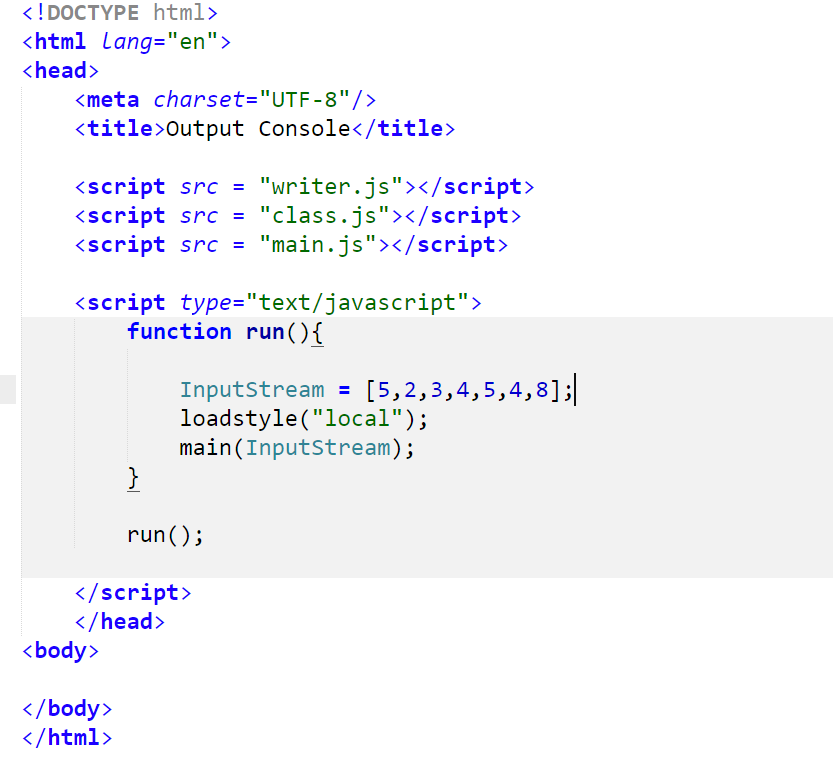 <!DOCTYPE html>
<html lang="en">
<head>
    <meta charset="UTF-8"/>
    <title>Output Console</title>

    <script src = "writer.js"></script>
    <script src = "class.js"></script>
    <script src = "main.js"></script>

    <script type="text/javascript">
        function run(){

            InputStream = [5,2,3,4,5,4,8];
            loadstyle("local");
            main(InputStream);
        }

        run();

    </script>
    </head>
<body>

</body>
</html>